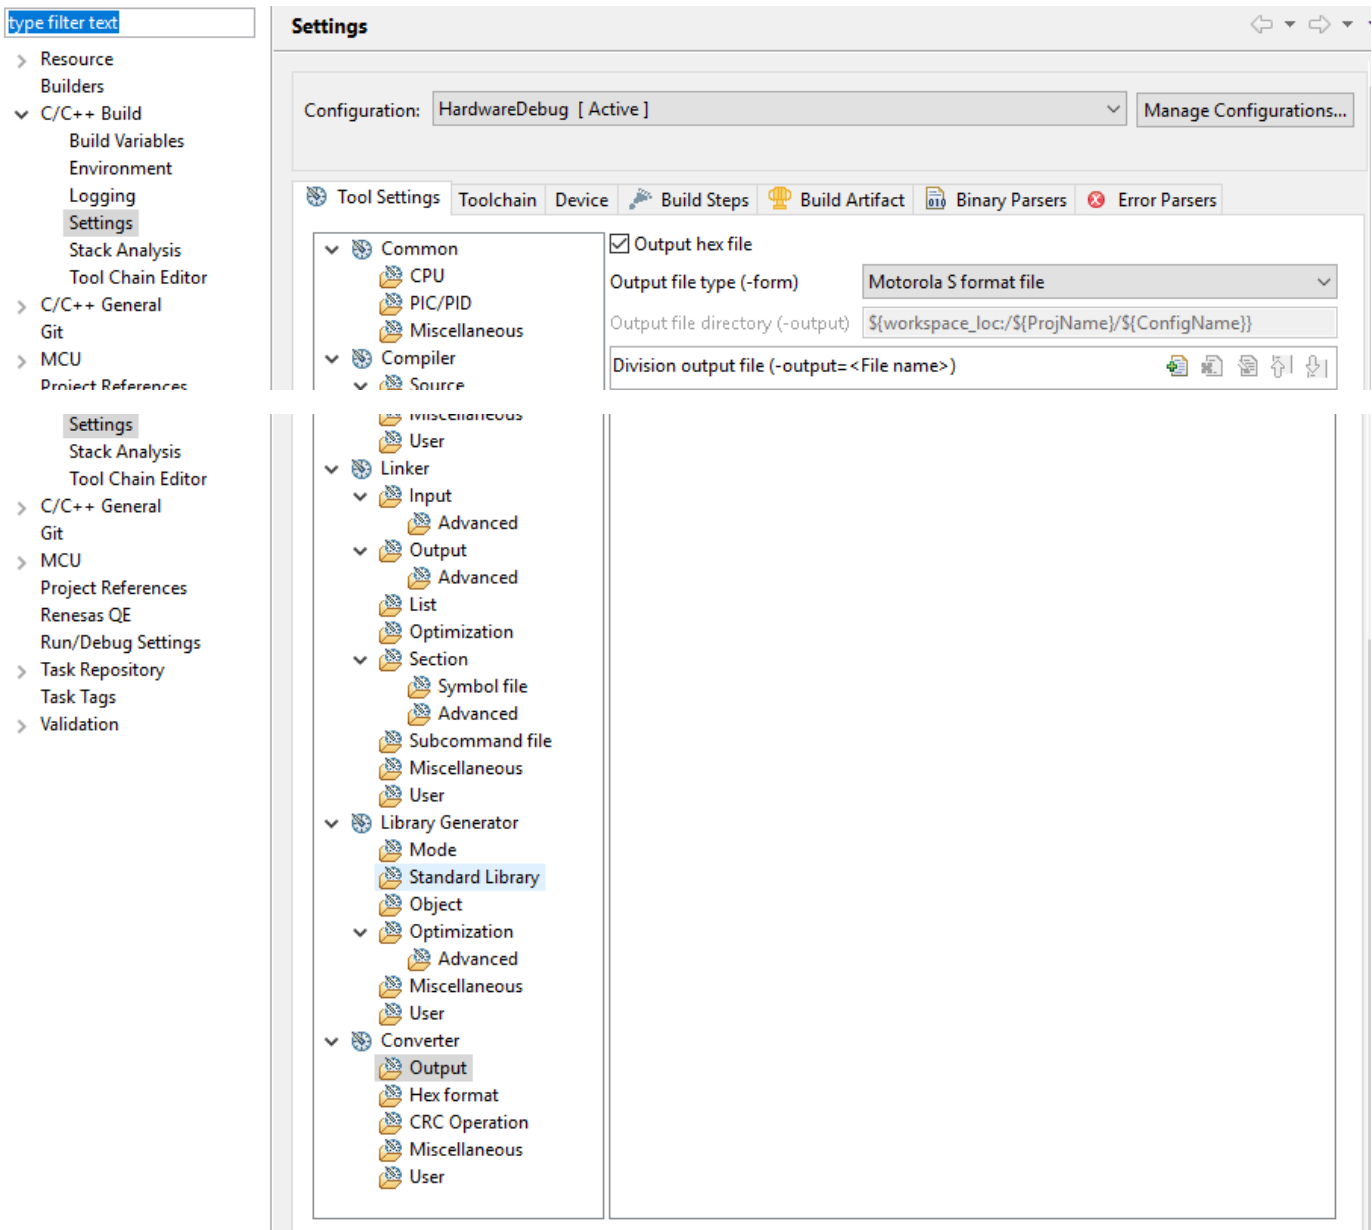 type filter text
Resource
Builders
C/C++ Build
Build Variables
Environment
Logging
Settings
Stack Analysis
Tool Chain Editor
C/C++ General
Git
MCU
Project References
Settings
Stack Analysis
Tool Chain Editor
C/C++ General
Git
MCU
Project References
Renesas QE
Run/Debug Settings
Task Repository
Task Tags
Validation
Settings
Configuration: HardwareDebug [ Active ] Manage Configurations...
Tool Settings Toolchain Device Build Steps Build Artifact Binary Parsers Error Parsers
Common
CPU
PIC/PID
Miscellaneous
Compiler
Source
Miscellaneous
User
Linker
Input
Advanced
Output
Advanced
List
Optimization
Section
Symbol file
Advanced
Subcommand file
Miscellaneous
User
Library Generator
Mode
Standard Library
Object
Optimization
Advanced
Miscellaneous
User
Converter
Output
Hex format
CRC Operation
Miscellaneous
User
Output hex file
Output file type (-form) Motorola S format file
Output file directory (-output) ${workspace_loc:/${ProjName}/${ConfigName}}
Division output file (-output=<File name>)